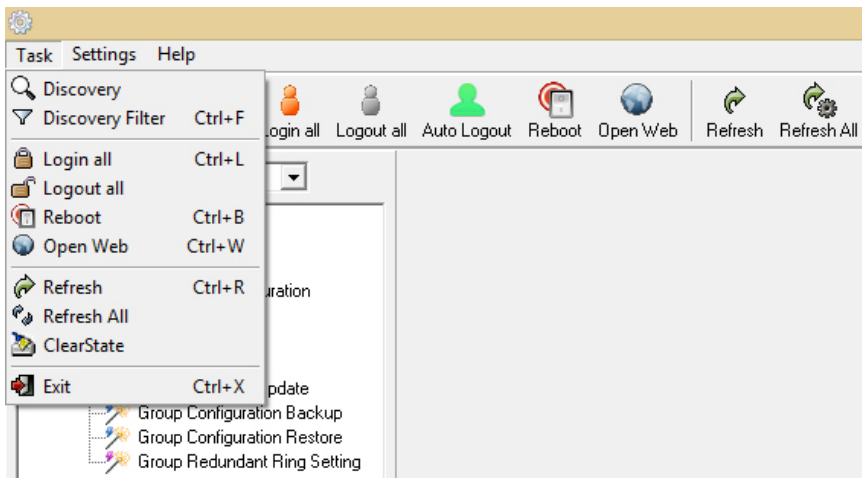 Task Settings Help
Discovery
Discovery Filter Ctrl+F
Login all Ctrl+L
Logout all
Reboot Ctrl+B
Open Web Ctrl+W
Refresh Ctrl+R
Refresh All
ClearState
Exit Ctrl+X
Login all Logout all Auto Logout Reboot Open Web Refresh Refresh All
uration
pdate
Group Configuration Backup
Group Configuration Restore
Group Redundant Ring Setting